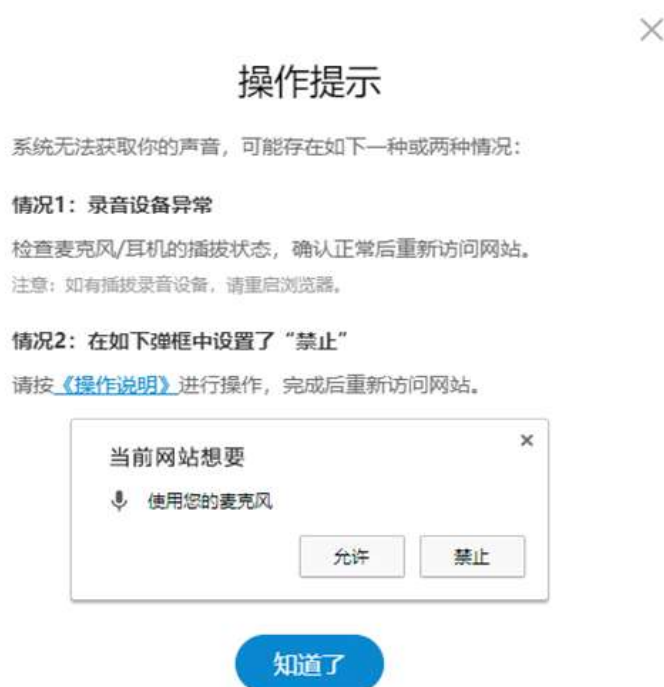 操作提示
系统无法获取你的声音，可能存在如下一种或两种情况：
情况1：录音设备异常
检查麦克风/耳机的插拔状态，确认正常后重新访问网站。
注意：如有插拔录音设备，请重启浏览器。
情况2：在如下弹框中设置了“禁止”
请按《操作说明》进行操作，完成后重新访问网站。
当前网站想要
使用您的麦克风
允许 禁止
知道了